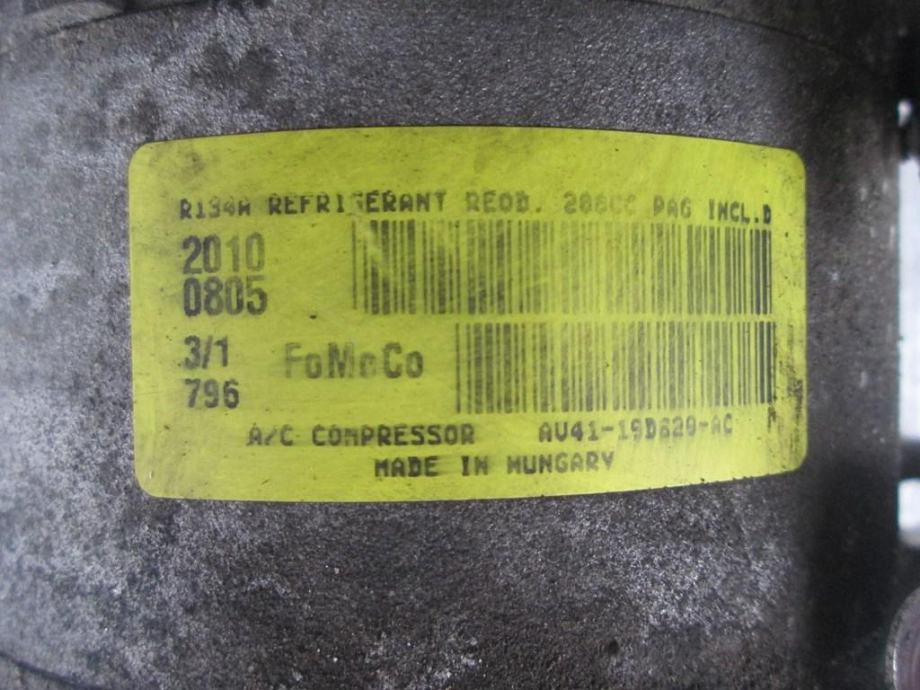 R134A REFRIGERANT REQD. 200CC PAG INCL.D
2010
0805
3/1
FoMoCo
796
A/C COMPRESSOR AV41-19D629-AC
MADE IN HUNGARY